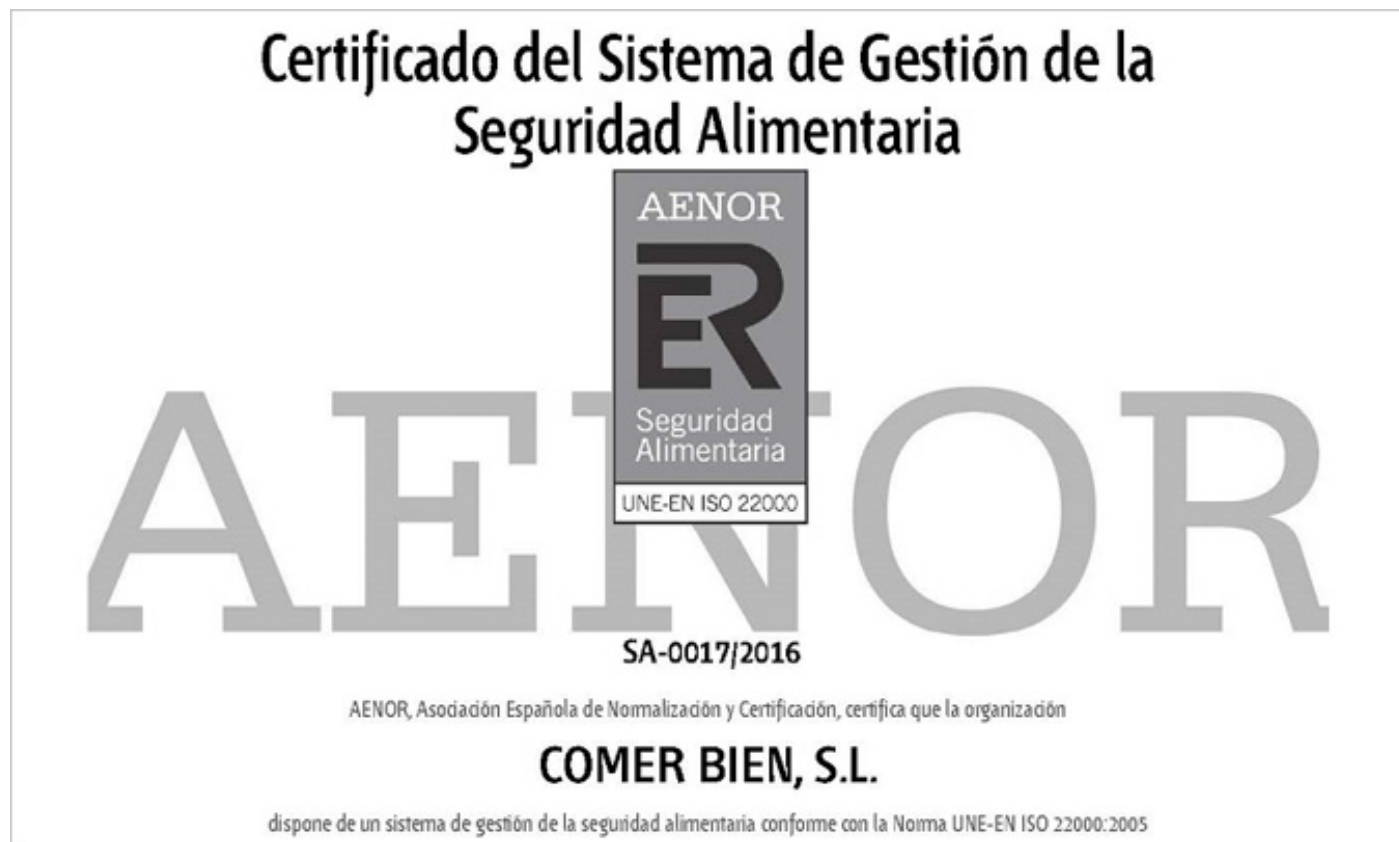 Certificado del Sistema de Gestión de la
Seguridad Alimentaria
AENOR
ER
Seguridad
Alimentaria
UNE-EN ISO 22000
AENOR
SA-0017/2016
AENOR, Asociación Española de Normalización y Certificación, certifica que la organización
COMER BIEN, S.L.
dispone de un sistema de gestión de la seguridad alimentaria conforme con la Norma UNE-EN ISO 22000:2005